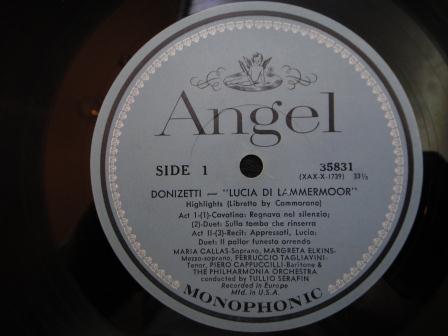 Angel
SIDE 1
35831
(XAX-X-1739) 33⅓
DONIZETTI — "LUCIA DI LAMMERMOOR"
Highlights (Libretto by Cammarano)
Act 1-(1)-Cavatina: Regnava nel silenzio;
(2)-Duet: Sulla tomba che rinserra
Act II-(3)-Recit: Appressati, Lucia;
Duet: Il pallor funesto orrendo
MARIA CALLAS-Soprano, MARGRETA ELKINS-
Mezzo-soprano, FERRUCCIO TAGLIAVINI-
Tenor, PIERO CAPPUCCILLI-Baritone &
THE PHILHARMONIA ORCHESTRA
conducted by TULLIO SERAFIN
Recorded in Europe
Mfd. in U.S.A.
MONOPHONIC